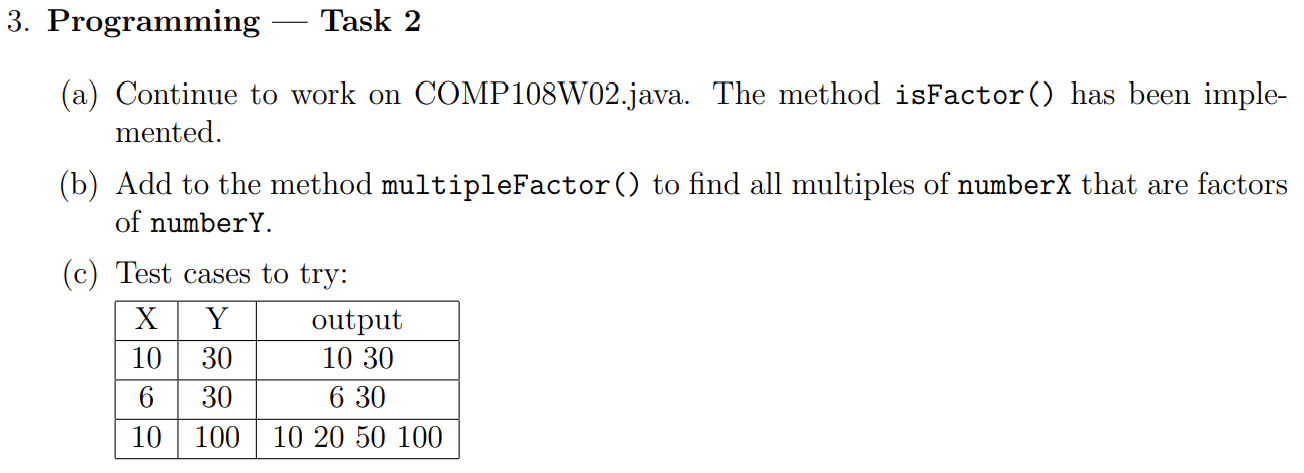 3. Programming — Task 2
(a) Continue to work on COMP108W02.java. The method isFactor() has been imple-
mented.
(b) Add to the method multipleFactor() to find all multiples of numberX that are factors
of numberY.
(c) Test cases to try:
X Y output
10 30 10 30
6 30 6 30
10 100 10 20 50 100